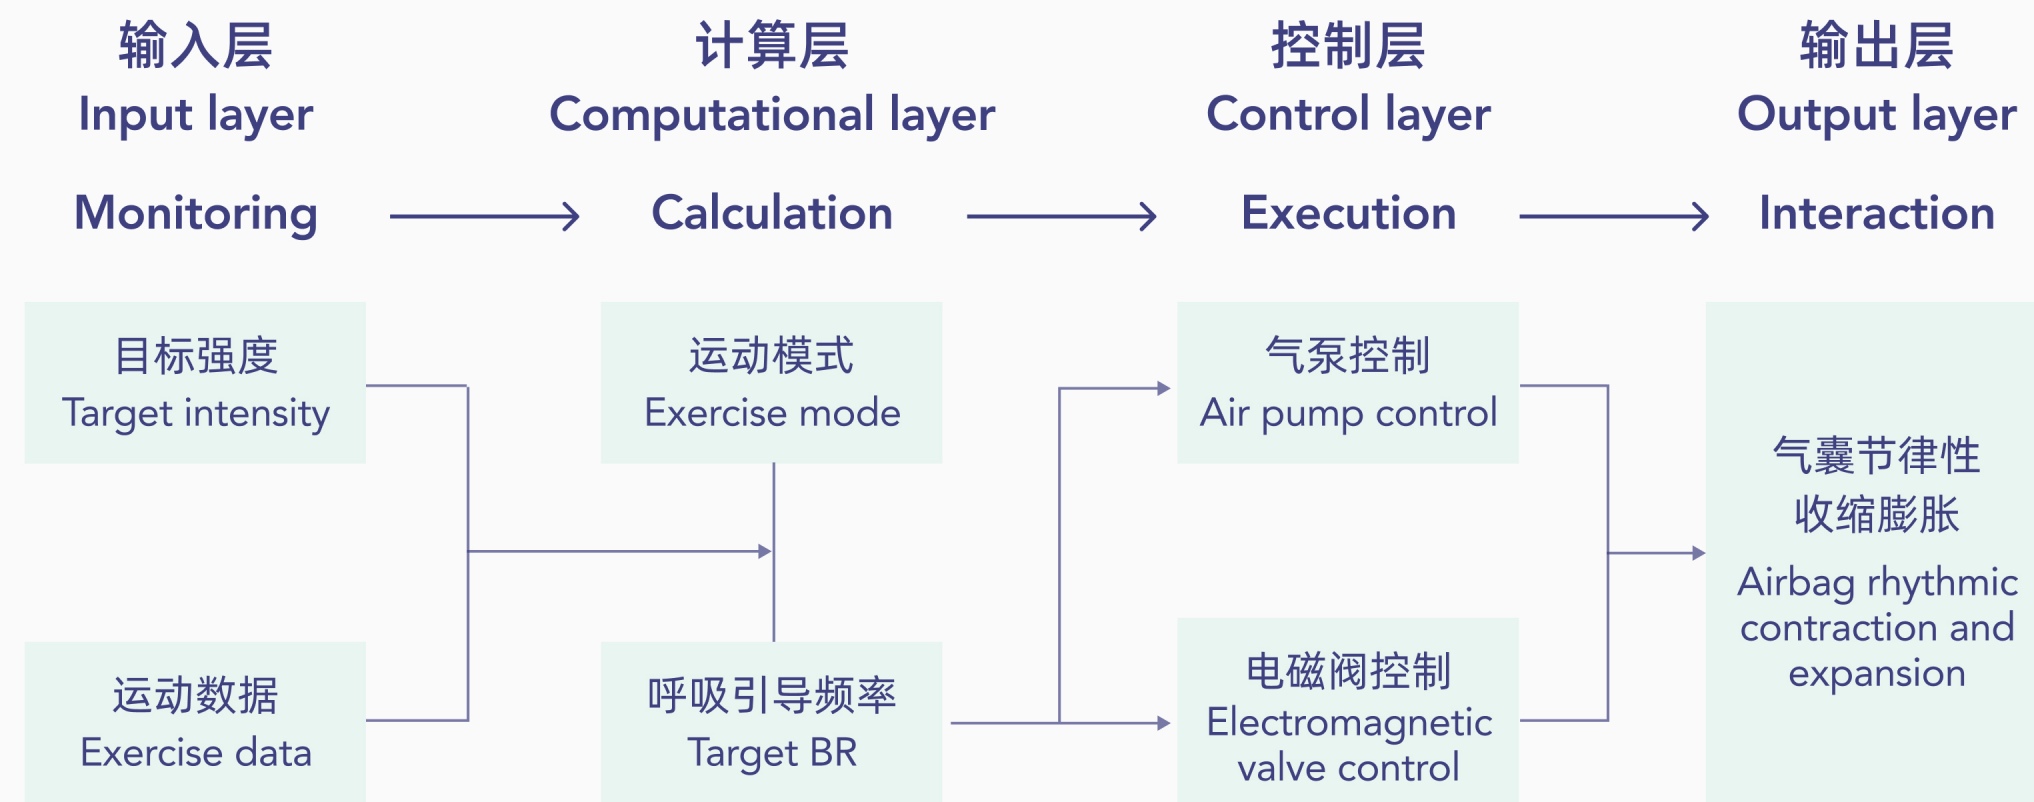 输入层
Input layer
计算层
Computational layer
控制层
Control layer
输出层
Output layer
Monitoring
Calculation
Execution
Interaction
目标强度
Target intensity
运动数据
Exercise data
运动模式
Exercise mode
呼吸引导频率
Target BR
气泵控制
Air pump control
电磁阀控制
Electromagnetic
valve control
气囊节律性
收缩膨胀
Airbag rhythmic
contraction and
expansion